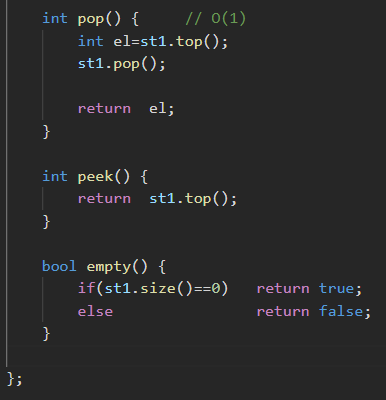 int pop() {     // O(1)
    int el=st1.top();
    st1.pop();

    return  el;
}

int peek() {
    return  st1.top();
}

bool empty() {
    if(st1.size()==0)   return true;
    else                return false;
}

};